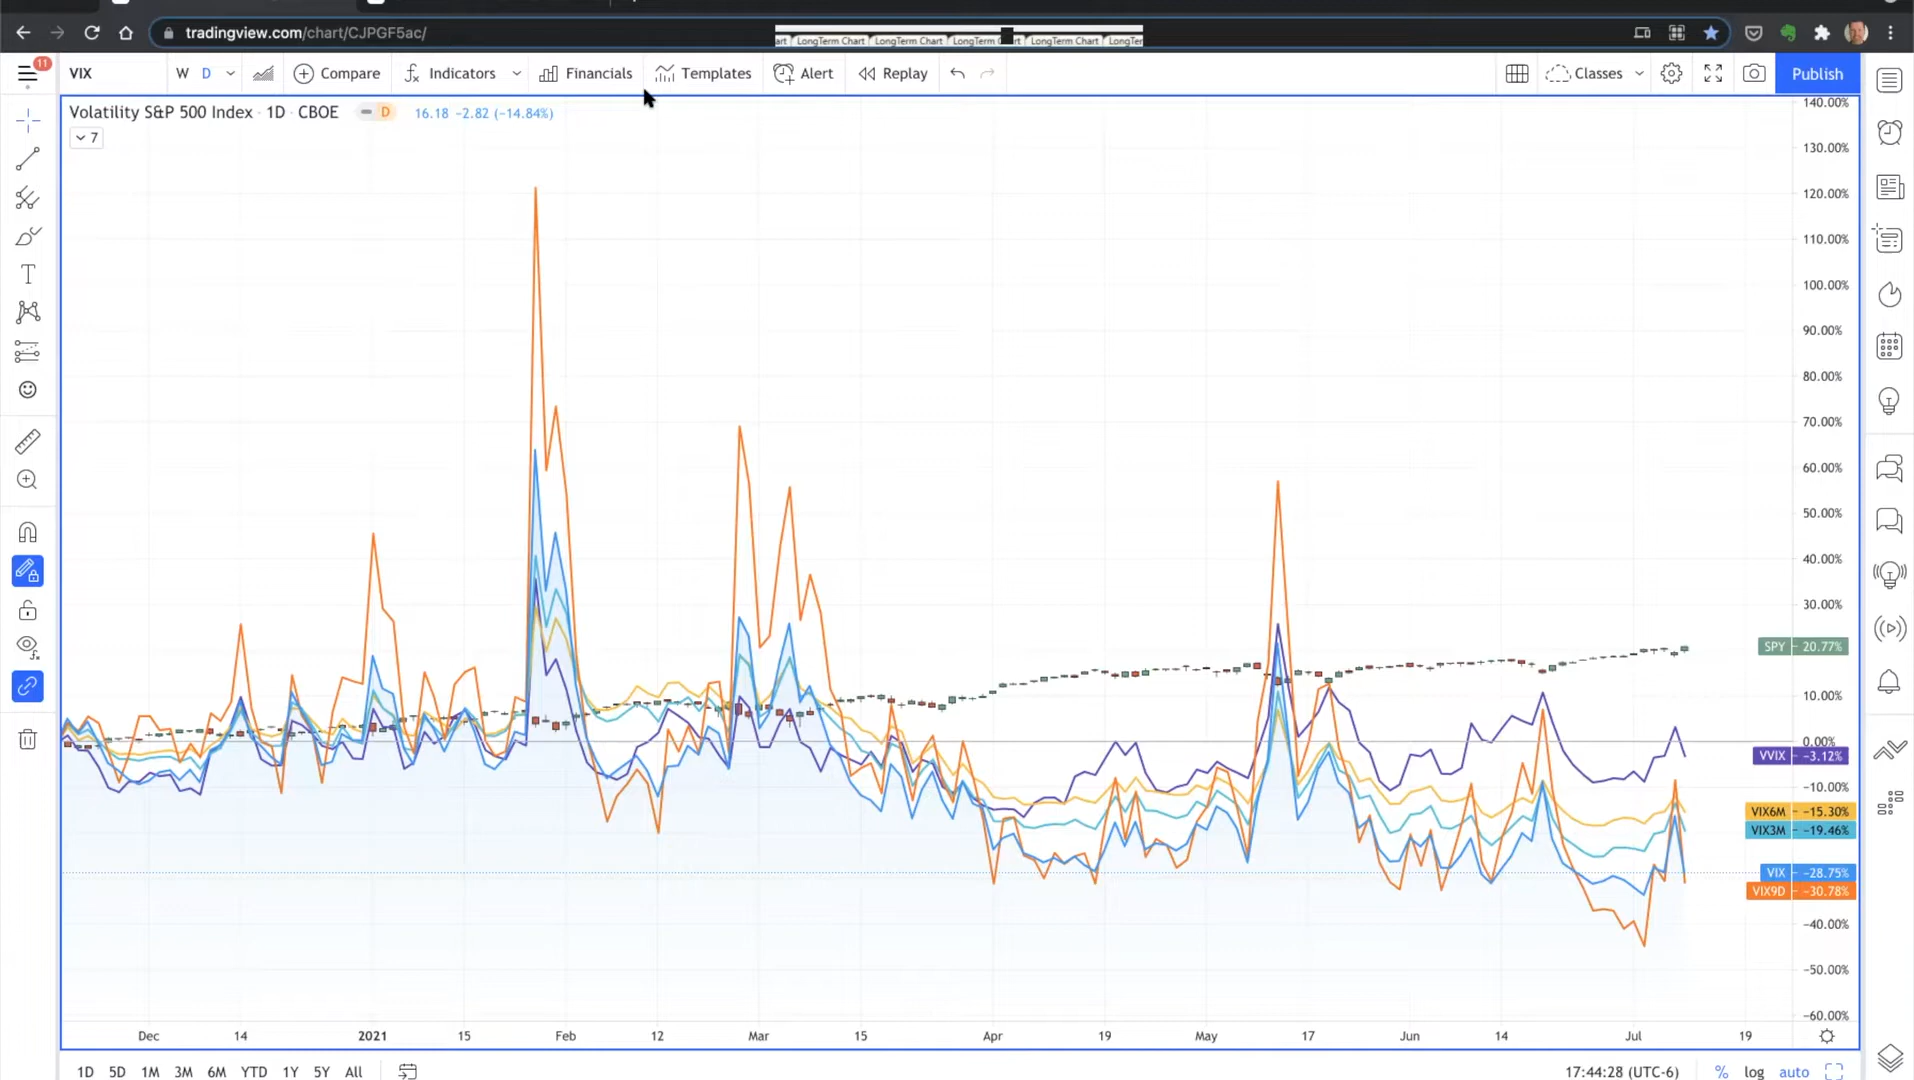 tradingview.com/chart/CJPGF5ac/
art LongTerm Chart LongTerm Chart LongTerm C rt LongTerm Chart LongTer
11
VIX W D Compare Indicators Financials Templates Alert Replay Classes Publish
Volatility S&P 500 Index · 1D · CBOE D 16.18 −2.82 (−14.84%)
7
140.00%
130.00%
120.00%
110.00%
100.00%
90.00%
80.00%
70.00%
60.00%
50.00%
40.00%
30.00%
SPY 20.77%
10.00%
0.00%
VVIX −3.12%
−10.00%
VIX6M −15.30%
VIX3M −19.46%
VIX −28.75%
VIX9D −30.78%
−40.00%
−50.00%
−60.00%
Dec 14 2021 15 Feb 12 Mar 15 Apr 19 May 17 Jun 14 Jul 19
1D 5D 1M 3M 6M YTD 1Y 5Y All 17:44:28 (UTC-6) % log auto